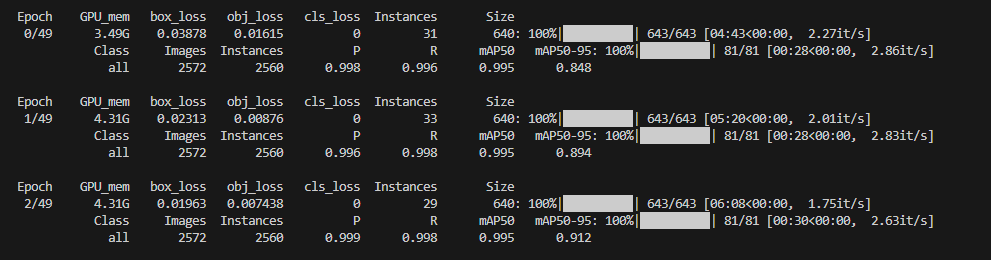 Epoch GPU_mem box_loss obj_loss cls_loss Instances Size
0/49 3.49G 0.03878 0.01615 0 31 640: 100%|██████████| 643/643 [04:43<00:00, 2.27it/s]
Class Images Instances P R mAP50 mAP50-95: 100%|██████████| 81/81 [00:28<00:00, 2.86it/s]
all 2572 2560 0.998 0.996 0.995 0.848
Epoch GPU_mem box_loss obj_loss cls_loss Instances Size
1/49 4.31G 0.02313 0.00876 0 33 640: 100%|██████████| 643/643 [05:20<00:00, 2.01it/s]
Class Images Instances P R mAP50 mAP50-95: 100%|██████████| 81/81 [00:28<00:00, 2.83it/s]
all 2572 2560 0.996 0.998 0.995 0.894
Epoch GPU_mem box_loss obj_loss cls_loss Instances Size
2/49 4.31G 0.01963 0.007438 0 29 640: 100%|██████████| 643/643 [06:08<00:00, 1.75it/s]
Class Images Instances P R mAP50 mAP50-95: 100%|██████████| 81/81 [00:30<00:00, 2.63it/s]
all 2572 2560 0.999 0.998 0.995 0.912